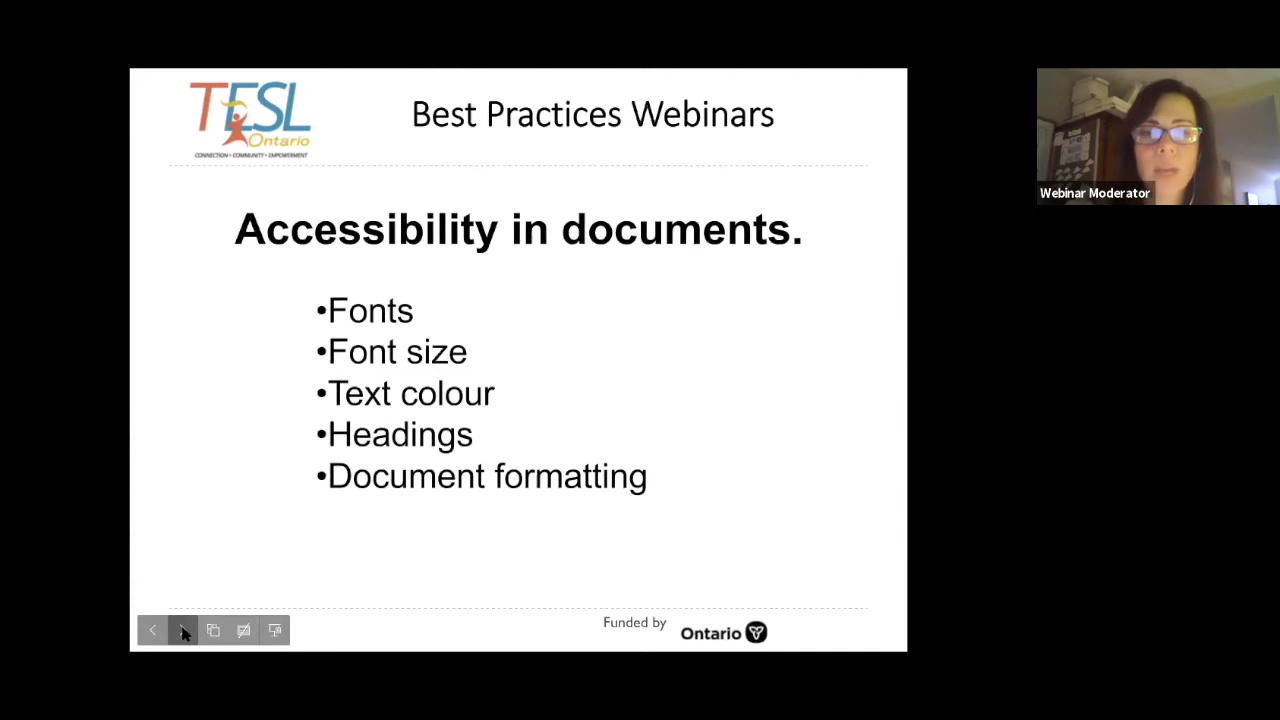 TESL
Ontario
CONNECTION • COMMUNITY • EMPOWERMENT
Best Practices Webinars
Accessibility in documents.
•Fonts
•Font size
•Text colour
•Headings
•Document formatting
Funded by
Ontario
Webinar Moderator